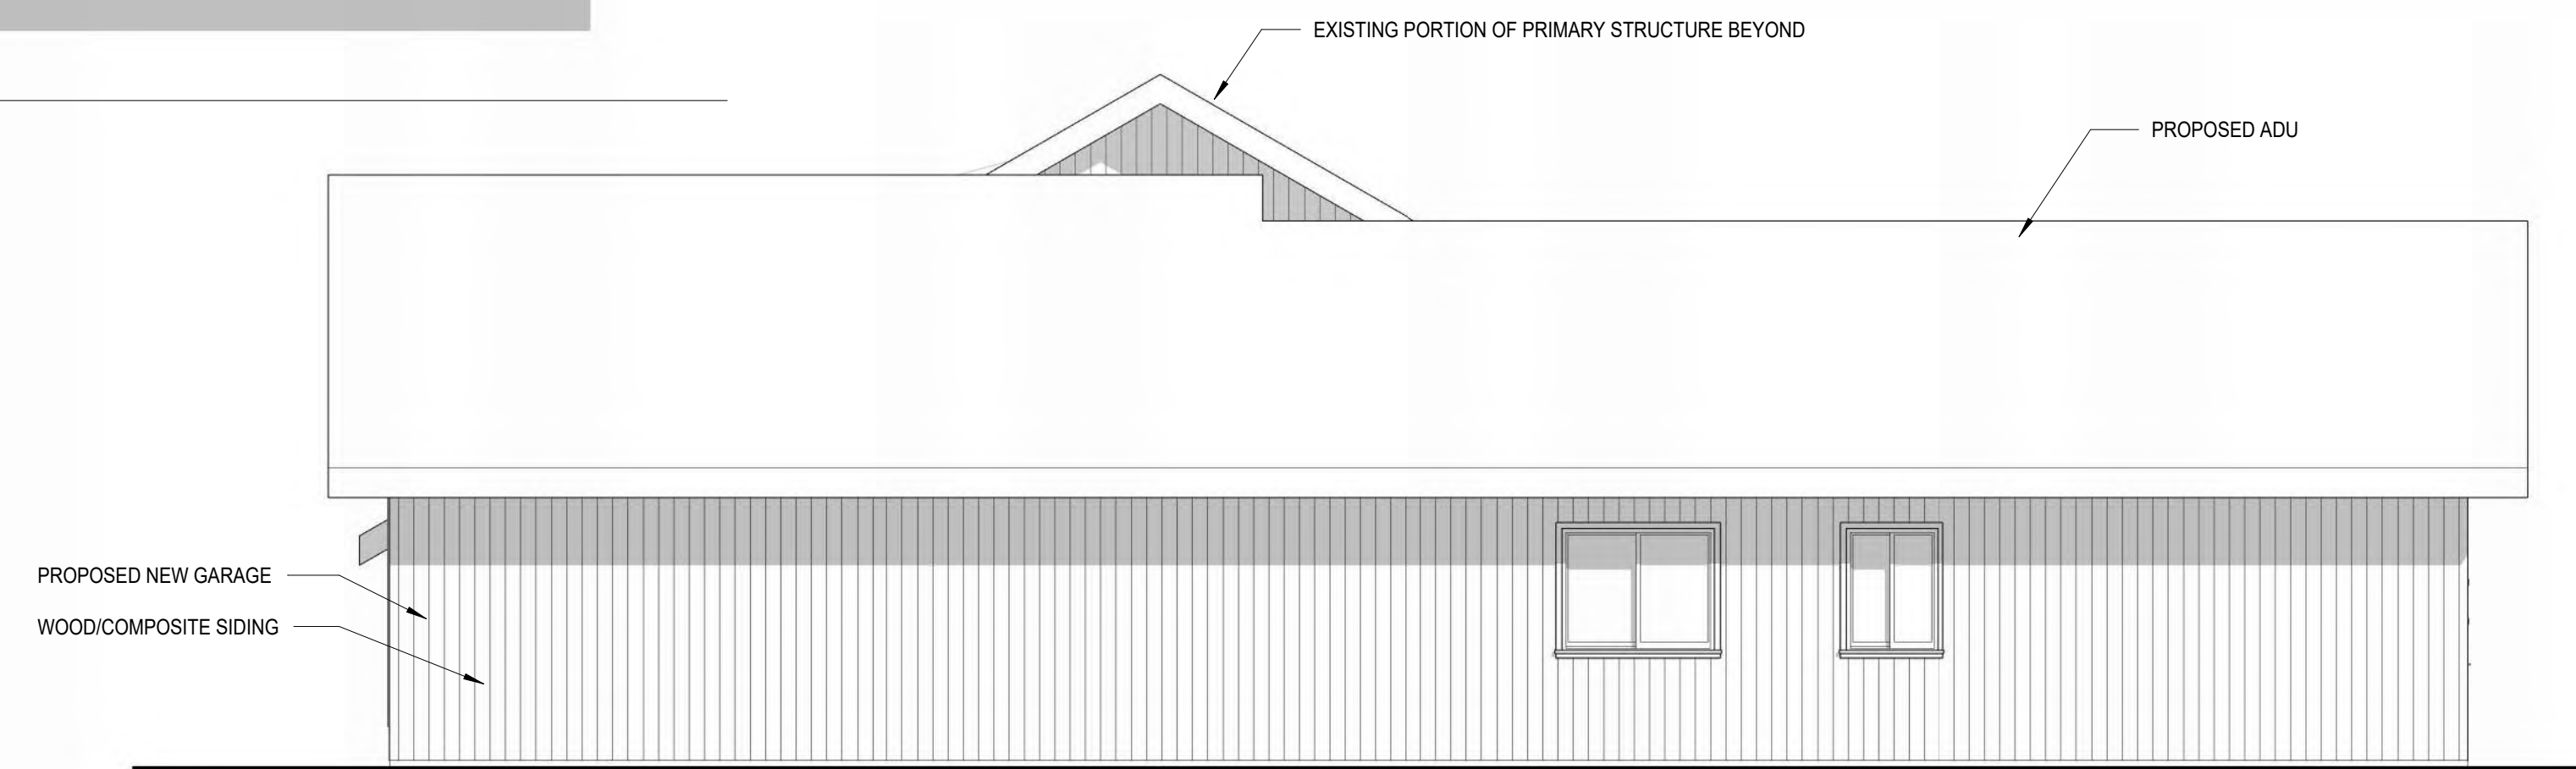 EXISTING PORTION OF PRIMARY STRUCTURE BEYOND
PROPOSED ADU
PROPOSED NEW GARAGE
WOOD/COMPOSITE SIDING